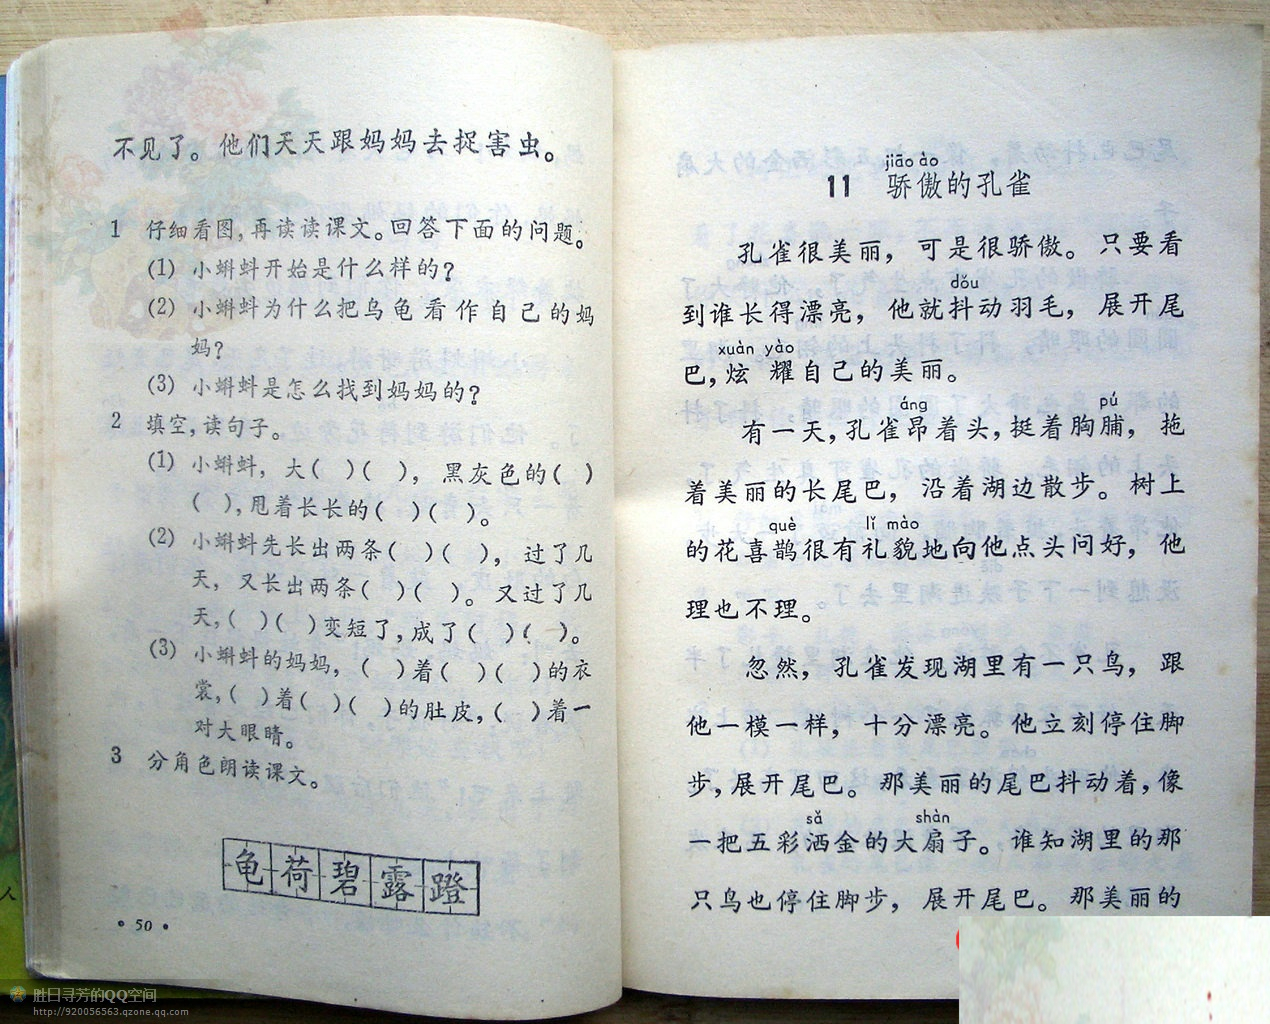 不见了。他们天天跟妈妈去捉害虫。
1 仔细看图,再读读课文。回答下面的问题。
(1) 小蝌蚪开始是什么样的?
(2) 小蝌蚪为什么把乌龟看作自己的妈
妈?
(3) 小蝌蚪是怎么找到妈妈的?
2 填空,读句子。
(1) 小蝌蚪,大( )( ),黑灰色的( )
( ),甩着长长的( )( )。
(2) 小蝌蚪先长出两条( )( ),过了几
天,又长出两条( )( )。又过了几
天,( )( )变短了,成了( )( )。
(3) 小蝌蚪的妈妈,( )着( )( )的衣
裳,( )着( )( )的肚皮,( )着一
对大眼睛。
3 分角色朗读课文。
龟荷碧露蹬
• 50 •
jiāo ào
11 骄傲的孔雀
孔雀很美丽,可是很骄傲。只要看
dǒu
到谁长得漂亮,他就抖动羽毛,展开尾
xuàn yào
巴,炫耀自己的美丽。
áng pú
有一天,孔雀昂着头,挺着胸脯,拖
着美丽的长尾巴,沿着湖边散步。树上
què lǐ mào
的花喜鹊很有礼貌地向他点头问好,他
理也不理。
忽然,孔雀发现湖里有一只鸟,跟
他一模一样,十分漂亮。他立刻停住脚
步,展开尾巴。那美丽的尾巴抖动着,像
sǎ shàn
一把五彩洒金的大扇子。谁知湖里的那
只鸟也停住脚步,展开尾巴。那美丽的
人
胜日寻芳的QQ空间
http://920056563.qzone.qq.com